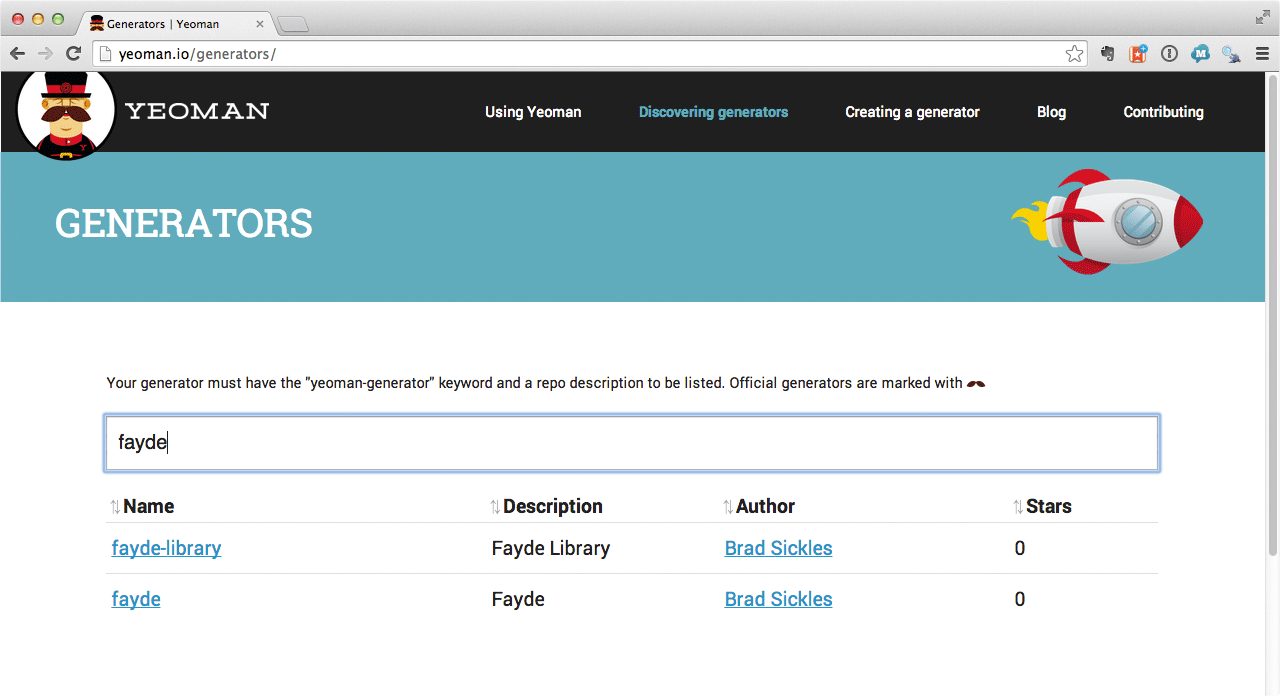 Generators | Yeoman
yeoman.io/generators/
YEOMAN
Using Yeoman
Discovering generators
Creating a generator
Blog
Contributing
GENERATORS
Your generator must have the "yeoman-generator" keyword and a repo description to be listed. Official generators are marked with
fayde
Name Description Author Stars
fayde-library Fayde Library Brad Sickles 0
fayde Fayde Brad Sickles 0